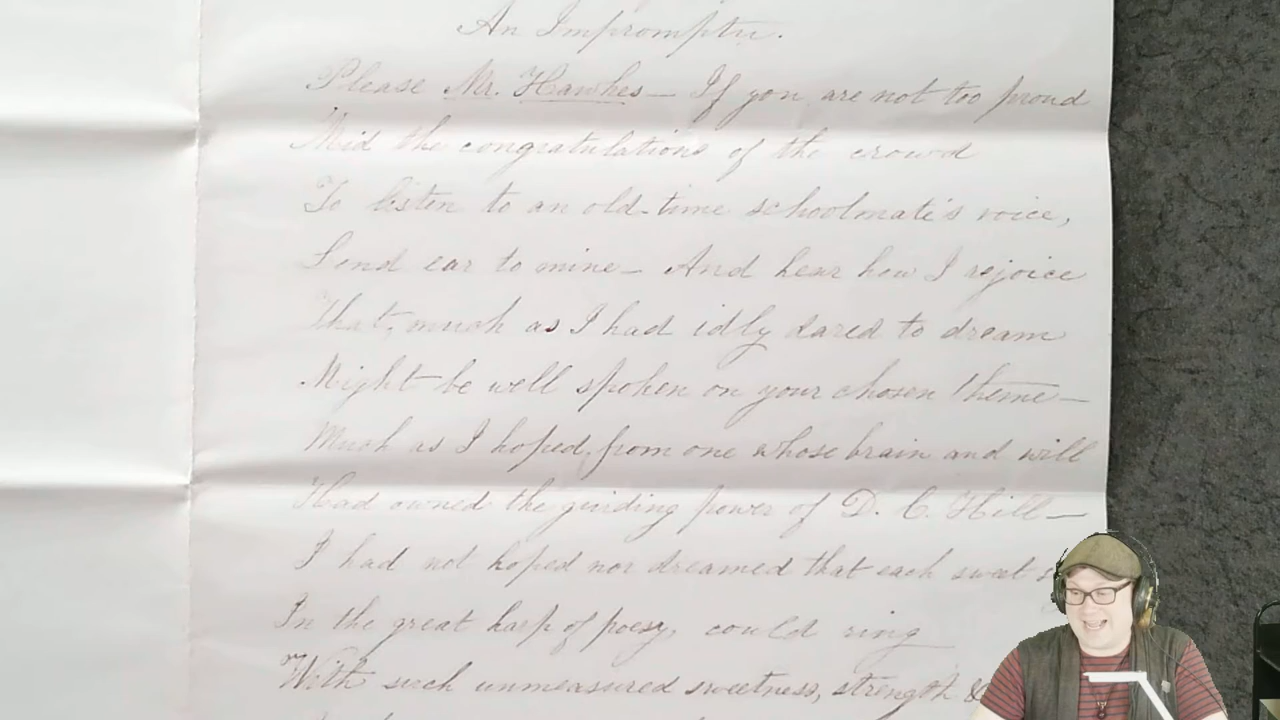 An Impromptu.
Please Mr. Hawkes — If you are not too proud
Mid the congratulations of the crowd
To listen to an old-time schoolmate's voice,
Lend ear to mine — And hear how I rejoice
That, much as I had idly dared to dream
Might be well spoken on your chosen theme —
Much as I hoped, from one whose brain and will
Had owned the guiding power of D. C. Hill —
I had not hoped nor dreamed that each sweet
In the great harp of poesy, could ring
With such unmeasured sweetness, strength &